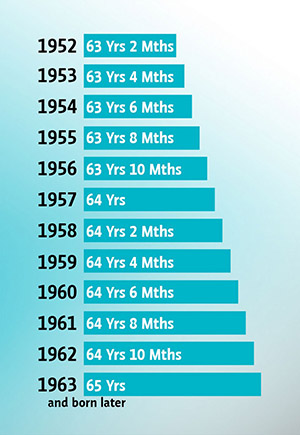 1952 63 Yrs 2 Mths
1953 63 Yrs 4 Mths
1954 63 Yrs 6 Mths
1955 63 Yrs 8 Mths
1956 63 Yrs 10 Mths
1957 64 Yrs
1958 64 Yrs 2 Mths
1959 64 Yrs 4 Mths
1960 64 Yrs 6 Mths
1961 64 Yrs 8 Mths
1962 64 Yrs 10 Mths
1963 65 Yrs
and born later